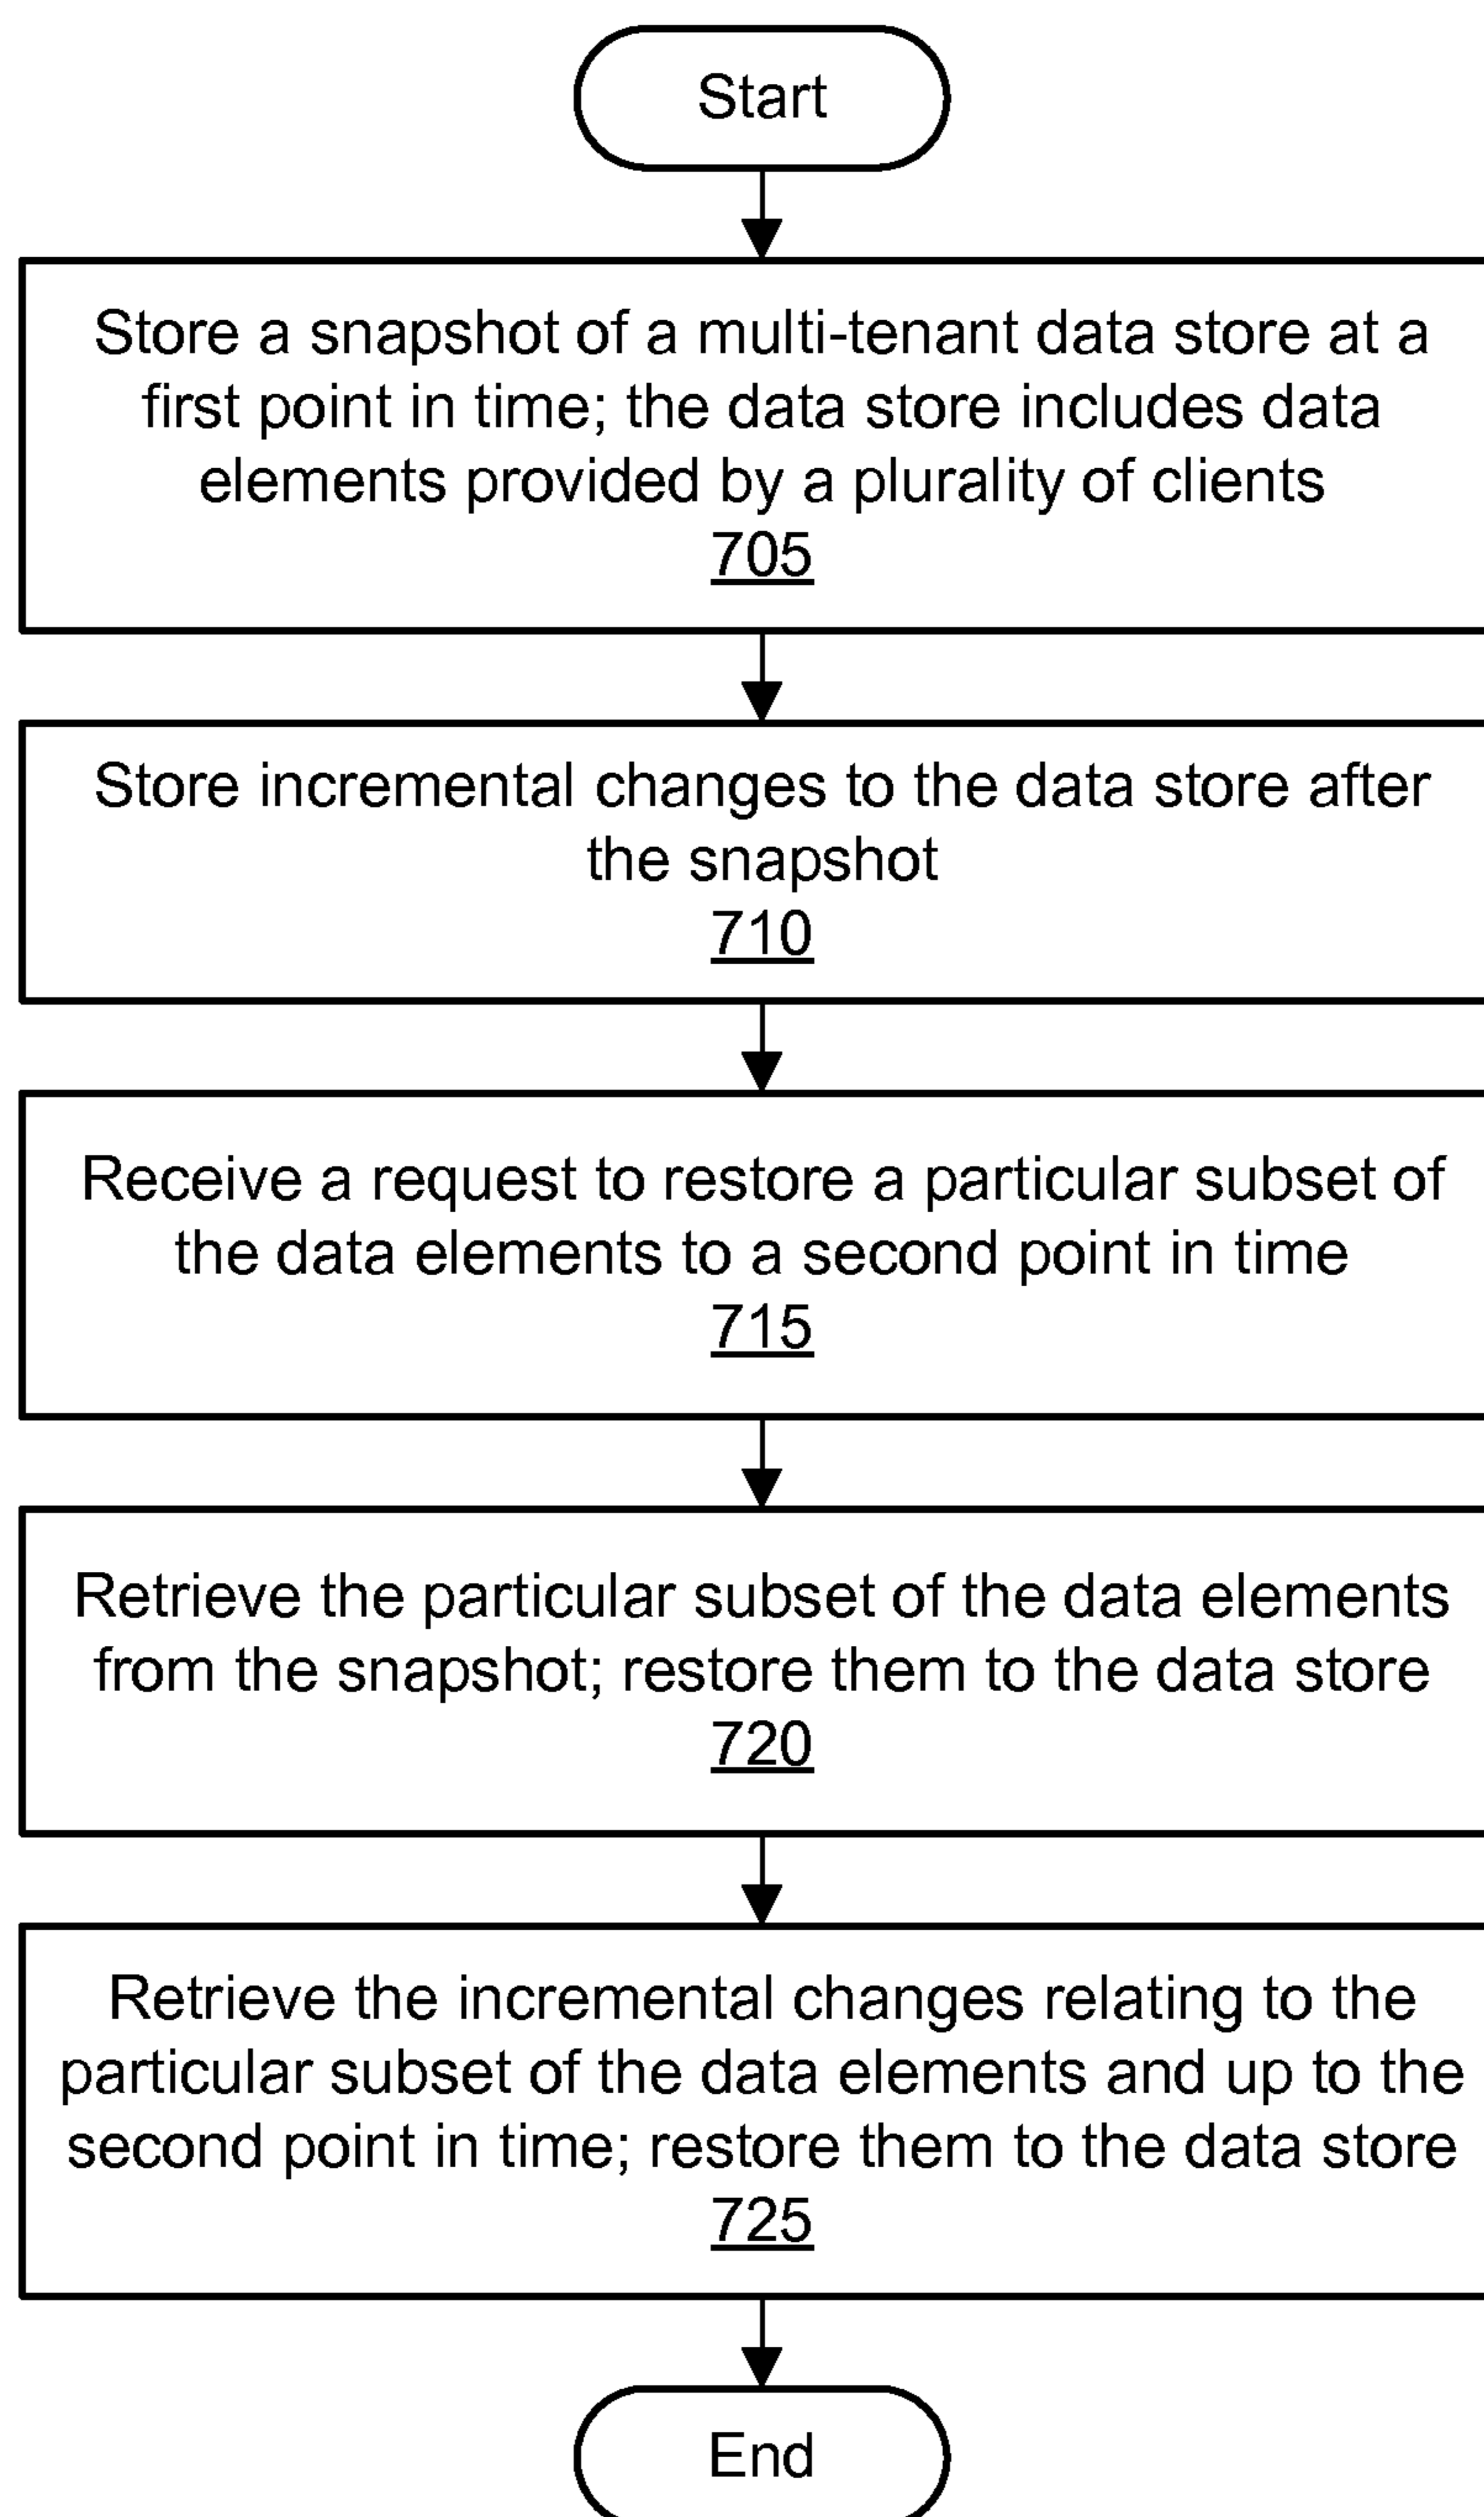 Start
Store a snapshot of a multi-tenant data store at a
first point in time; the data store includes data
elements provided by a plurality of clients
705
Store incremental changes to the data store after
the snapshot
710
Receive a request to restore a particular subset of
the data elements to a second point in time
715
Retrieve the particular subset of the data elements
from the snapshot; restore them to the data store
720
Retrieve the incremental changes relating to the
particular subset of the data elements and up to the
second point in time; restore them to the data store
725
End